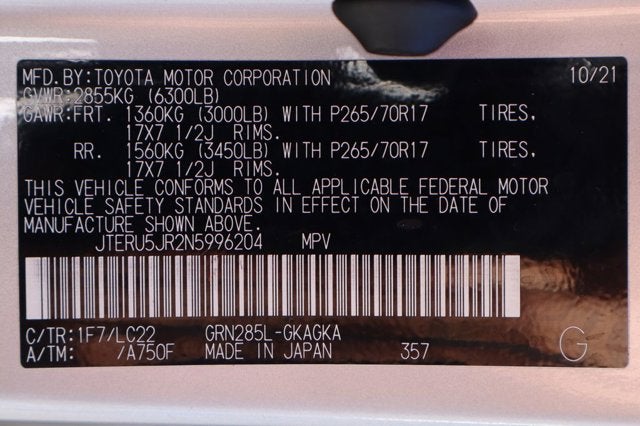 MFD.BY:TOYOTA MOTOR CORPORATION 10/21
GVWR:2855KG (6300LB)
GAWR:FRT. 1360KG (3000LB) WITH P265/70R17 TIRES,
17X7 1/2J RIMS.
RR. 1560KG (3450LB) WITH P265/70R17 TIRES,
17X7 1/2J RIMS.
THIS VEHICLE CONFORMS TO ALL APPLICABLE FEDERAL MOTOR
VEHICLE SAFETY STANDARDS IN EFFECT ON THE DATE OF
MANUFACTURE SHOWN ABOVE.
JTERU5JR2N5996204 MPV
C/TR:1F7/LC22 GRN285L-GKAGKA
A/TM: /A750F MADE IN JAPAN 357 G